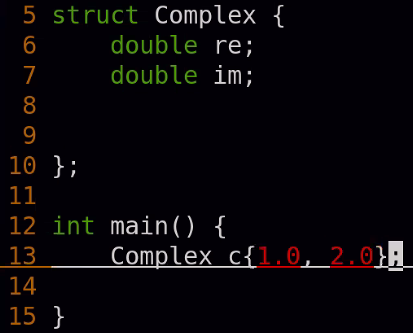 5 struct Complex {
6     double re;
7     double im;
8
9
10 };
11
12 int main() {
13     Complex c{1.0, 2.0};
14
15 }